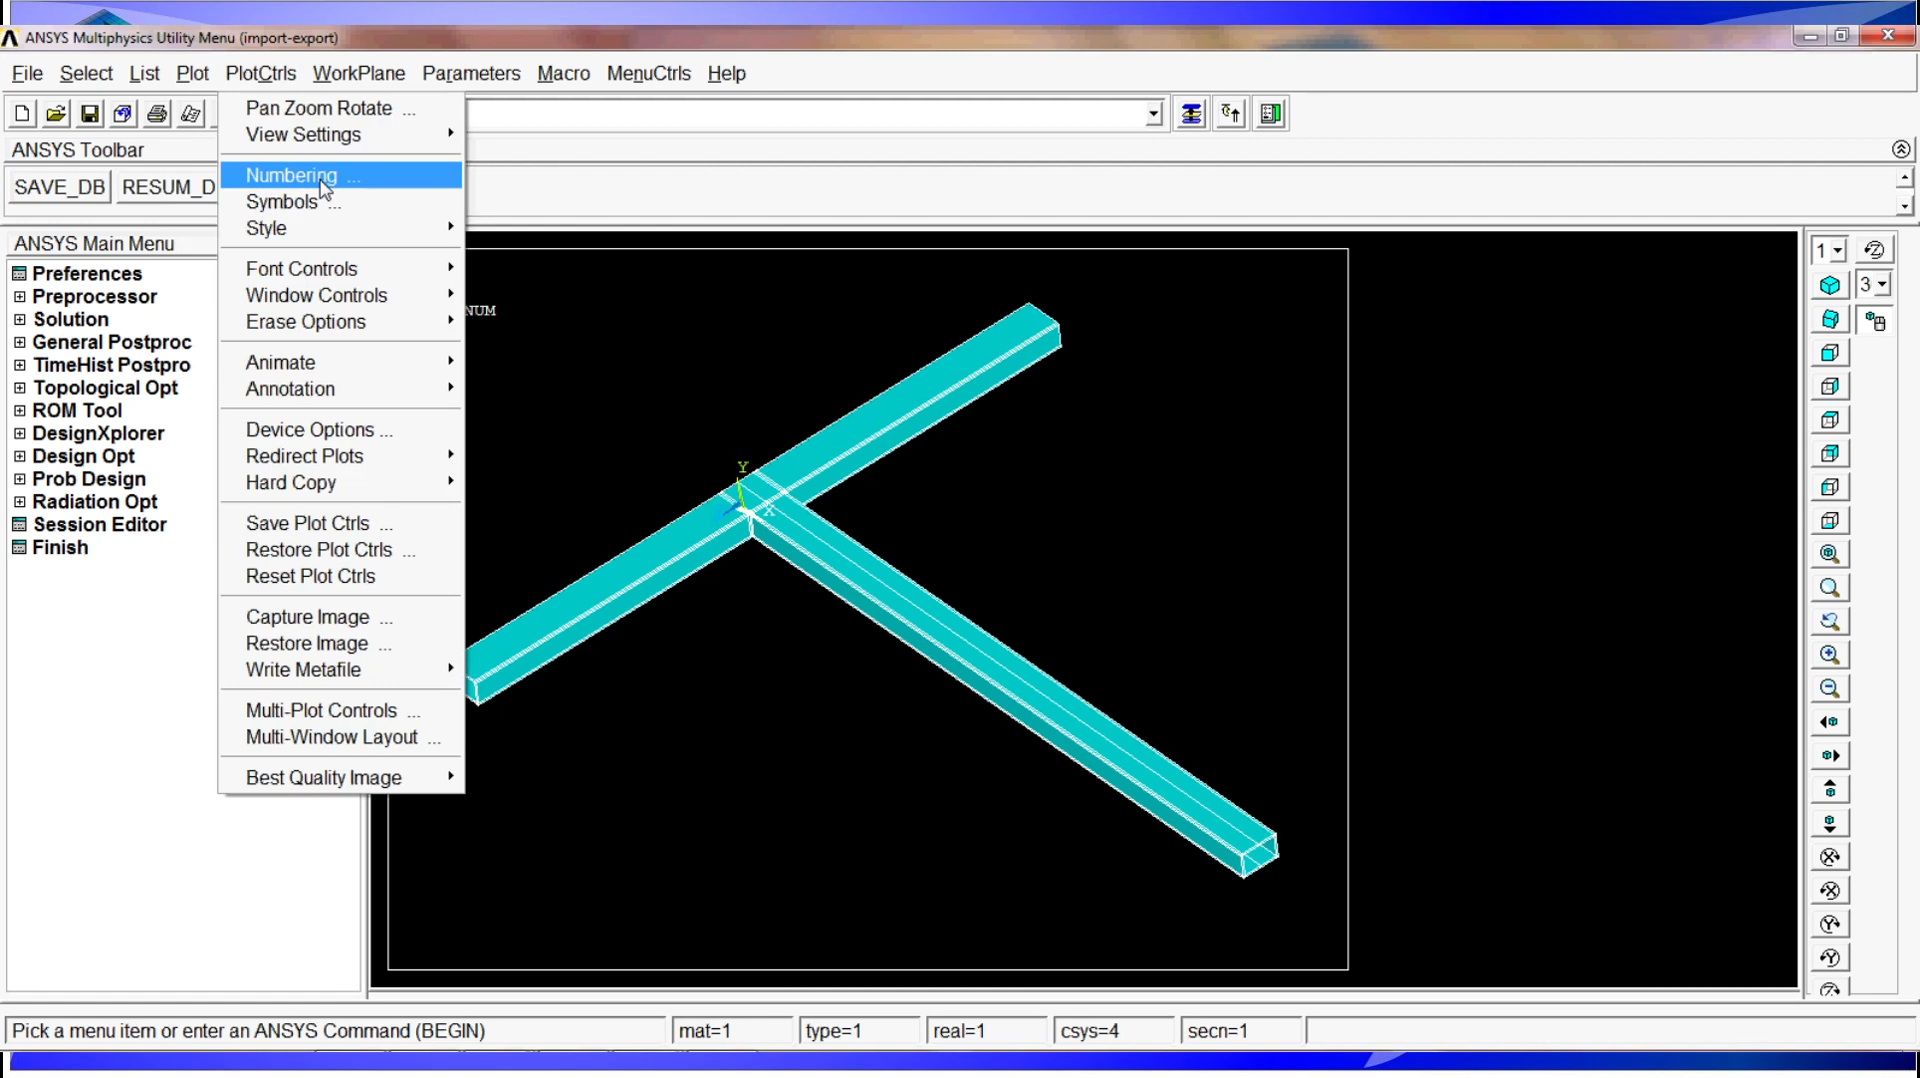 ANSYS Multiphysics Utility Menu (import-export)
File Select List Plot PlotCtrls WorkPlane Parameters Macro MenuCtrls Help
ANSYS Toolbar
SAVE_DB RESUM_D
ANSYS Main Menu
Preferences
Preprocessor
Solution
General Postproc
TimeHist Postpro
Topological Opt
ROM Tool
DesignXplorer
Design Opt
Prob Design
Radiation Opt
Session Editor
Finish
Pan Zoom Rotate ...
View Settings
Numbering ...
Symbols ...
Style
Font Controls
Window Controls
Erase Options
Animate
Annotation
Device Options ...
Redirect Plots
Hard Copy
Save Plot Ctrls ...
Restore Plot Ctrls ...
Reset Plot Ctrls
Capture Image ...
Restore Image ...
Write Metafile
Multi-Plot Controls ...
Multi-Window Layout ...
Best Quality Image
NUM
Y
X
1
3
Pick a menu item or enter an ANSYS Command (BEGIN) mat=1 type=1 real=1 csys=4 secn=1